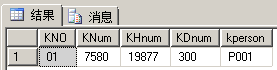 结果 消息
KNO KNum KHnum KDnum kperson
1 01 7580 19877 300 P001